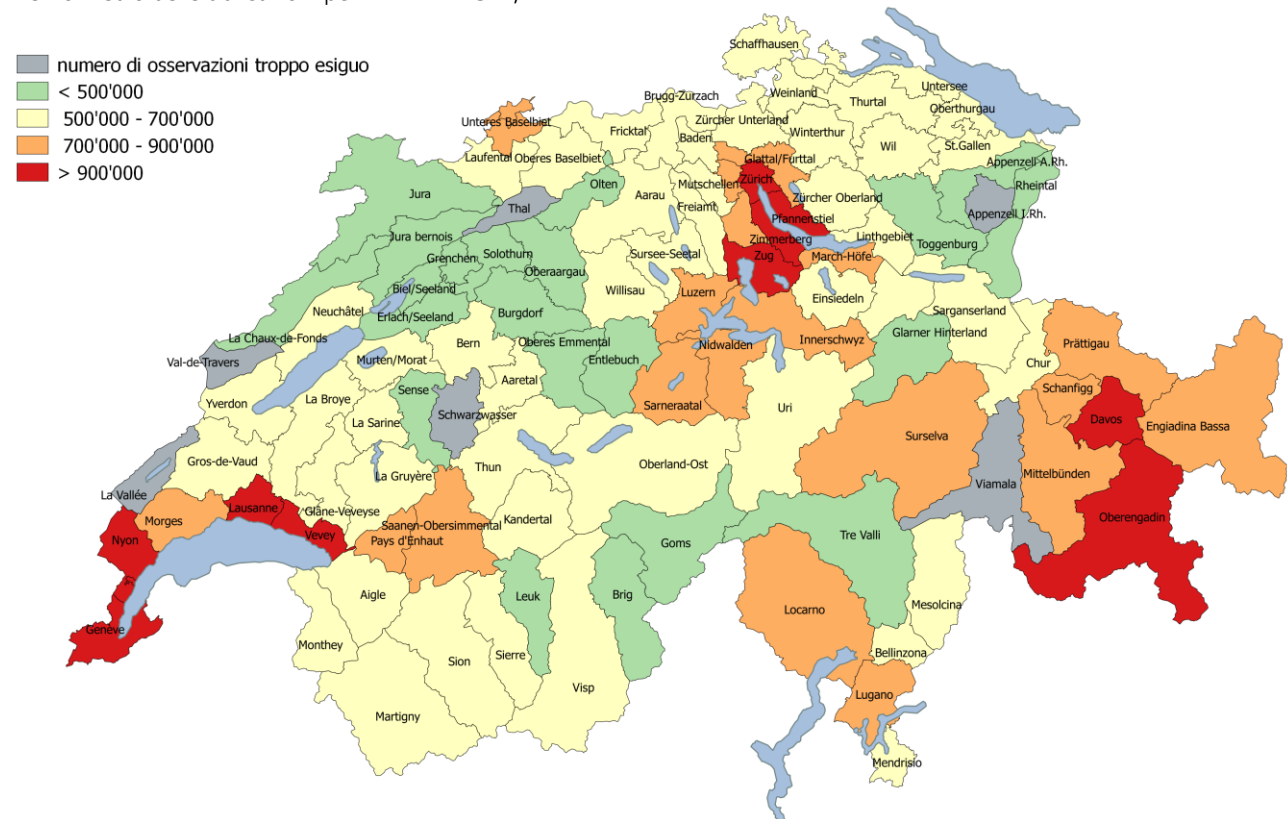 numero di osservazioni troppo esiguo
< 500'000
500'000 - 700'000
700'000 - 900'000
> 900'000
Schaffhausen
Untersee
Weinland
Brugg-Zurzach
Thurtal
Oberthurgau
Unteres Baselbiet
Zürcher Unterland
Fricktal
Winterthur
Baden
Wil
St.Gallen
Laufental
Oberes Baselbiet
Glattal/Furttal
Appenzell A.Rh.
Olten
Zürich
Mutschellen
Rheintal
Jura
Aarau
Zürcher Oberland
Freiamt
Thal
Pfannenstiel
Appenzell I.Rh.
Jura bernois
Zimmerberg
Linthgebiet
Toggenburg
Solothurn
Sursee-Seetal
Zug
March-Höfe
Grenchen
Oberaargau
Biel/Seeland
Willisau
Luzern
Einsiedeln
Neuchâtel
Burgdorf
Sarganserland
Erlach/Seeland
La Chaux-de-Fonds
Glarner Hinterland
Bern
Oberes Emmental
Nidwalden
Innerschwyz
Prättigau
Val-de-Travers
Murten/Morat
Entlebuch
Chur
Aaretal
Sense
Schanfigg
La Broye
Sarneraatal
Yverdon
Uri
Schwarzwasser
Davos
La Sarine
Engiadina Bassa
Surselva
Gros-de-Vaud
Oberland-Ost
Thun
Mittelbünden
La Gruyère
Viamala
La Vallée
Lausanne
Glâne-Veveyse
Oberengadin
Morges
Saanen-Obersimmental
Kandertal
Vevey
Tre Valli
Nyon
Pays d'Enhaut
Goms
Aigle
Leuk
Brig
Mesolcina
Locarno
Genève
Monthey
Bellinzona
Sierre
Sion
Visp
Lugano
Martigny
Mendrisio